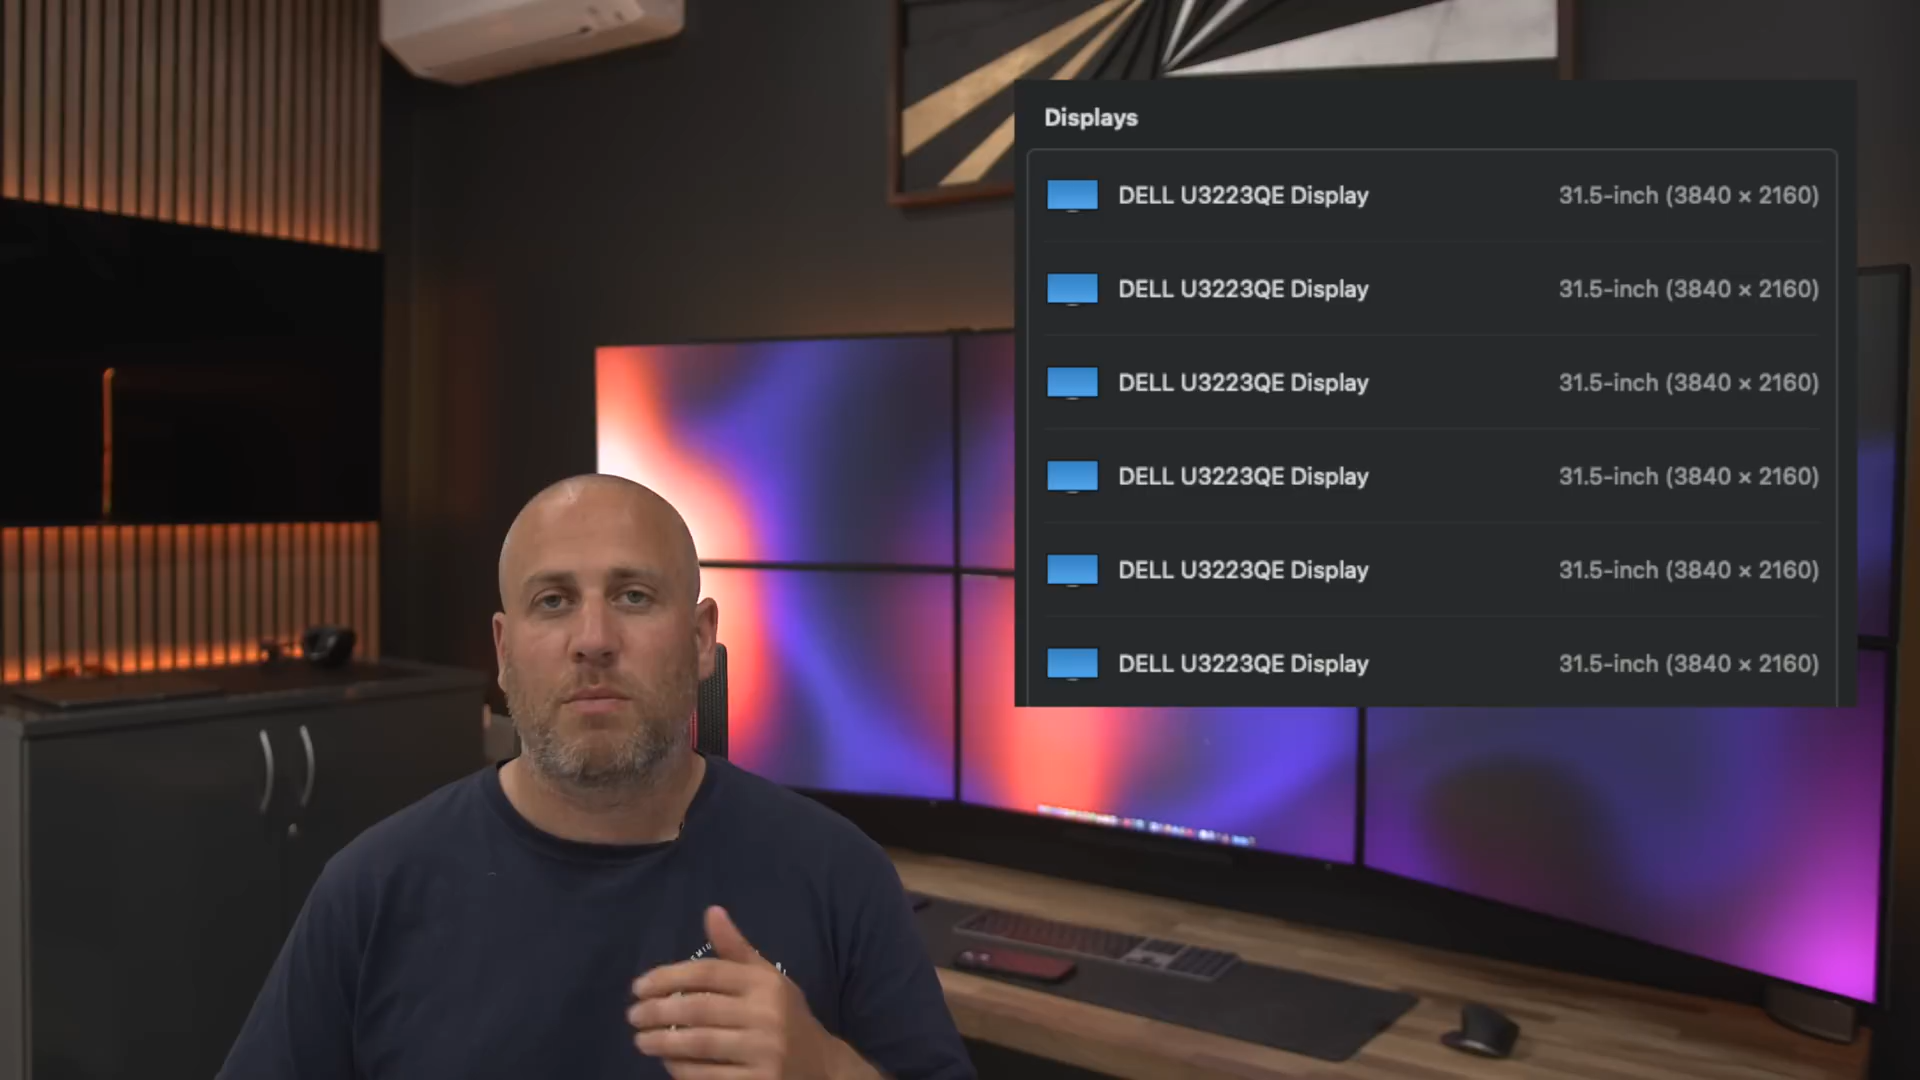 Displays
DELL U3223QE Display 31.5-inch (3840 × 2160)
DELL U3223QE Display 31.5-inch (3840 × 2160)
DELL U3223QE Display 31.5-inch (3840 × 2160)
DELL U3223QE Display 31.5-inch (3840 × 2160)
DELL U3223QE Display 31.5-inch (3840 × 2160)
DELL U3223QE Display 31.5-inch (3840 × 2160)